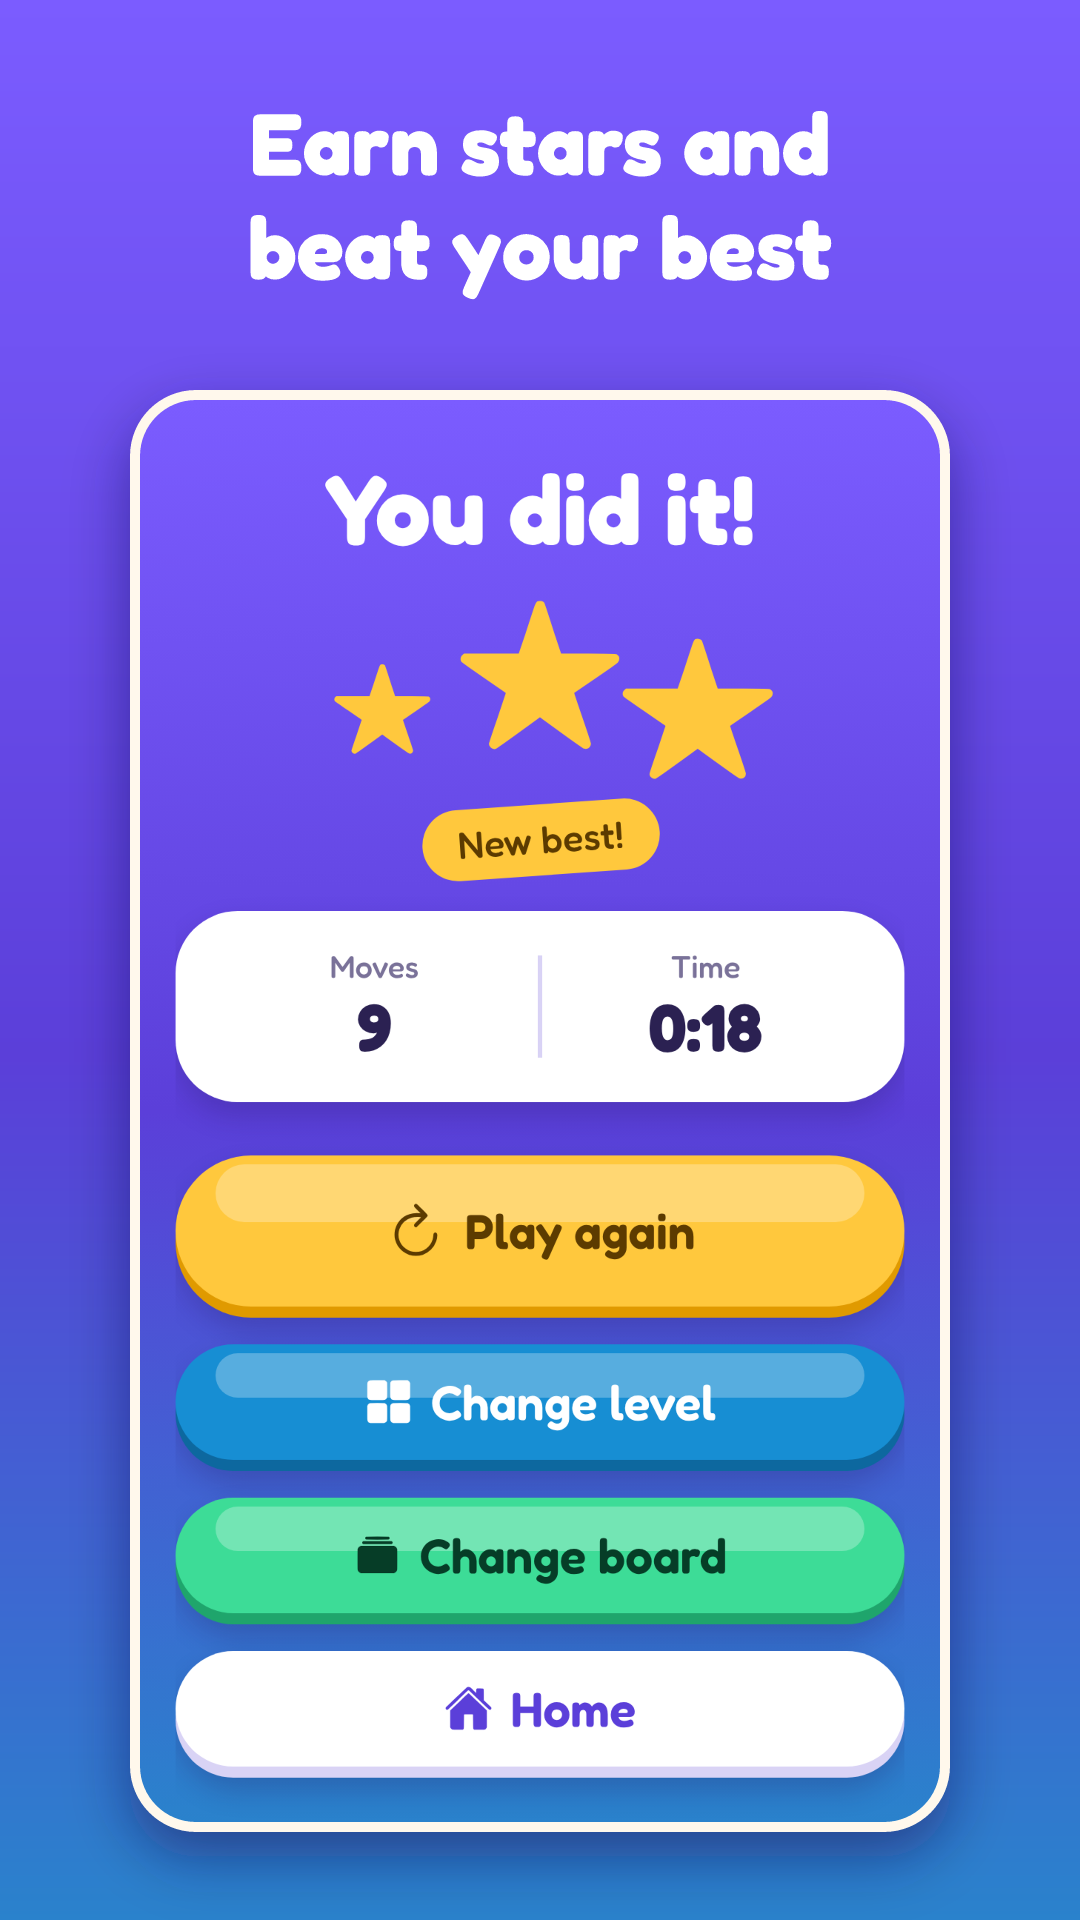 Earn stars and
beat your best
You did it!
New best!
Moves
9
Time
0:18
Play again
Change level
Change board
Home